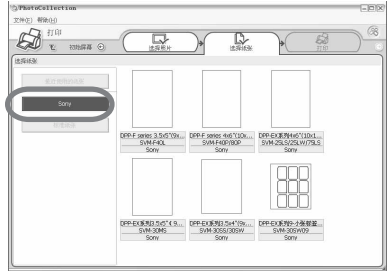 PhotoCollection
文件(F) 帮助(H)
打印
初始屏幕
选择照片
选择纸张
打印
选择纸张
Sony
DPP-F series 3.5x5"(9x...
SVM-F40L
Sony
DPP-F series 4x6"(10x...
SVM-F40P/80P
Sony
DPP-EX系列4x6"(10x1...
SVM-25LS/25LW/75LS
Sony
DPP-EX系列3.5x5"( 9...
SVM-30MS
Sony
DPP-EX系列3.5x4"(9x...
SVM-30SS/30SW
Sony
DPP-EX系列9-小张标签...
SVM-30SW09
Sony